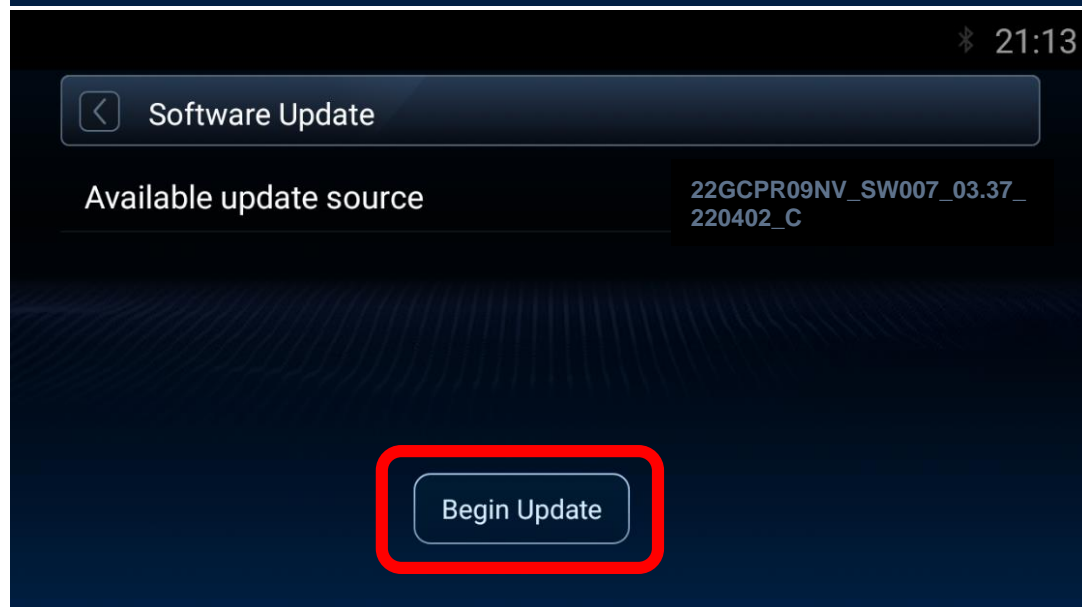 21:13
Software Update
Available update source
22GCPR09NV_SW007_03.37_
220402_C
Begin Update